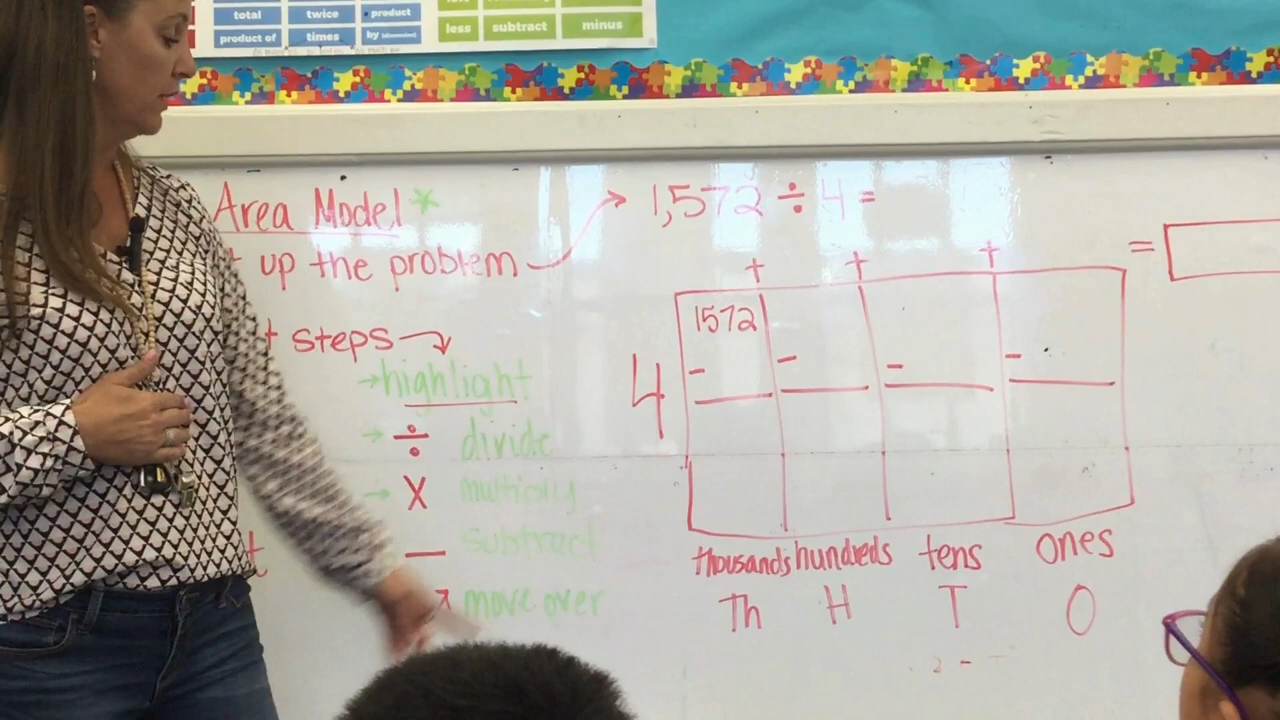 total twice product
product of times by (dimension)
less subtract minus
Area Model *
up the problem
1,572 ÷ 4 =
+ + +
=
1572
4
- - - -
steps
→ highlight
→ ÷ divide
→ X multiply
— subtract
move over
thousands hundreds tens ones
Th H T O